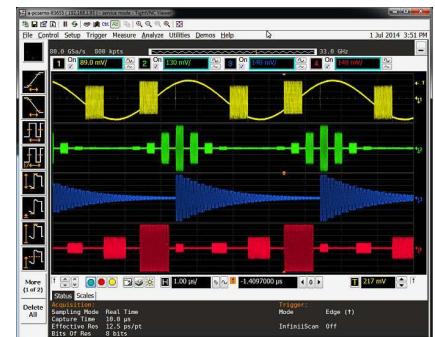 File Control Setup Trigger Measure Analyze Utilities Demos Help
1 Jul 2014 3:51 PM
80.0 GSa/s 800 kpts
33.0 GHz
1 On 89.0 mV/ 2 On 130 mV/ 3 On 4 On
More
(1 of 2)
Delete
All
H 1.00 µs/ -1.4097000 µs 0 T 217 mV
Status Scales
Acquisition:
Sampling Mode Real Time
Capture Time 10.0 µs
Effective Res 12.5 ps/pt
Bits Of Res 8 bits
Trigger:
Mode Edge (↑)
InfiniiScan Off